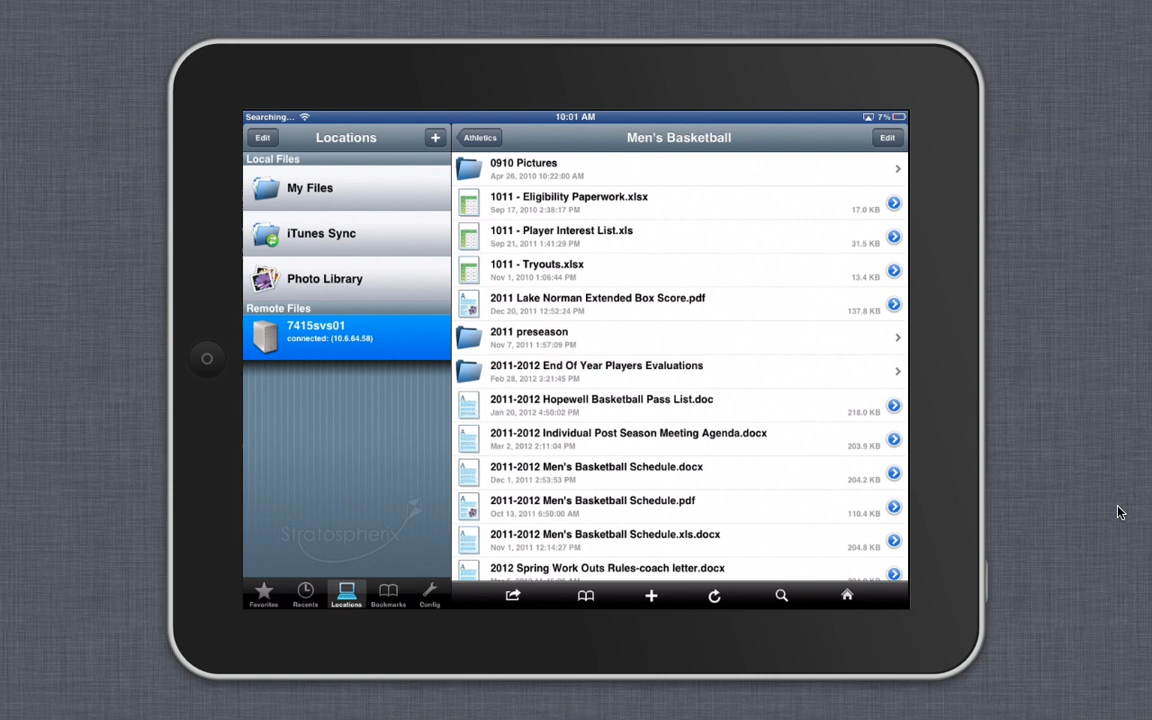 Searching...
10:01 AM
7%
Edit
Locations
+
Athletics
Men's Basketball
Edit
Local Files
My Files
iTunes Sync
Photo Library
Remote Files
7415svs01
connected: (10.6.64.58)
Stratospherix
0910 Pictures
Apr 26, 2010 10:22:00 AM
1011 - Eligibility Paperwork.xlsx
Sep 17, 2010 2:38:17 PM
17.0 KB
1011 - Player Interest List.xls
Sep 21, 2011 1:41:29 PM
31.5 KB
1011 - Tryouts.xlsx
Nov 1, 2010 1:06:44 PM
13.4 KB
2011 Lake Norman Extended Box Score.pdf
Dec 20, 2011 12:52:24 PM
137.8 KB
2011 preseason
Nov 7, 2011 1:57:09 PM
2011-2012 End Of Year Players Evaluations
Feb 28, 2012 3:21:45 PM
2011-2012 Hopewell Basketball Pass List.doc
Jan 20, 2012 4:50:02 PM
218.0 KB
2011-2012 Individual Post Season Meeting Agenda.docx
Mar 2, 2012 2:11:04 PM
203.9 KB
2011-2012 Men's Basketball Schedule.docx
Dec 1, 2011 2:53:53 PM
204.2 KB
2011-2012 Men's Basketball Schedule.pdf
Oct 13, 2011 6:50:00 AM
110.4 KB
2011-2012 Men's Basketball Schedule.xls.docx
Nov 1, 2011 12:14:27 PM
204.8 KB
2012 Spring Work Outs Rules-coach letter.docx
Favorites
Recents
Locations
Bookmarks
Config